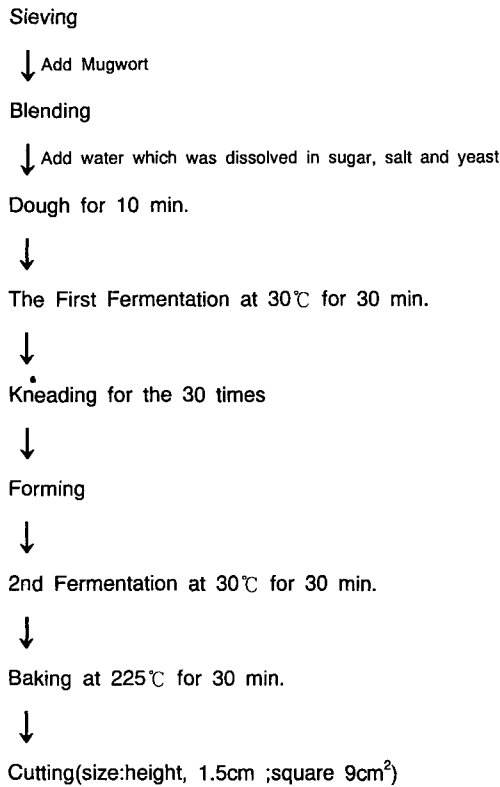 Sieving
↓ Add Mugwort
Blending
↓ Add water which was dissolved in sugar, salt and yeast
Dough for 10 min.
↓
The First Fermentation at 30℃ for 30 min.
↓
Kneading for the 30 times
↓
Forming
↓
2nd Fermentation at 30℃ for 30 min.
↓
Baking at 225℃ for 30 min.
↓
Cutting(size:height, 1.5cm ;square 9cm²)